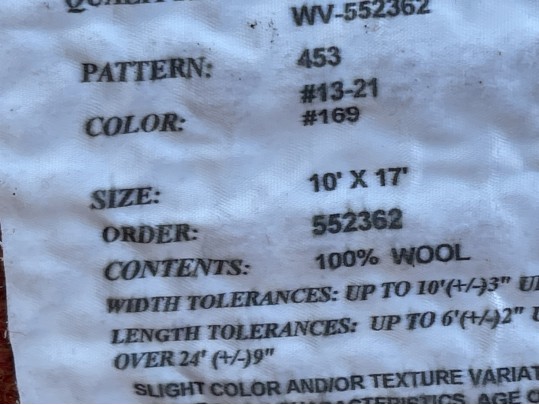 WV-552362
PATTERN: 453
#13-21
COLOR: #169
SIZE: 10' X 17'
ORDER: 552362
CONTENTS: 100% WOOL
WIDTH TOLERANCES: UP TO 10'(+/-)3"
LENGTH TOLERANCES: UP TO 6'(+/-)2"
OVER 24' (+/-)9"
SLIGHT COLOR AND/OR TEXTURE VARIAT